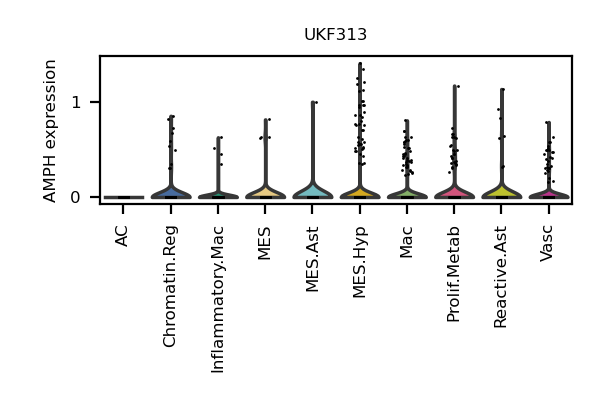 UKF313
AMPH expression
1
0
AC
Chromatin.Reg
Inflammatory.Mac
MES
MES.Ast
MES.Hyp
Mac
Prolif.Metab
Reactive.Ast
Vasc